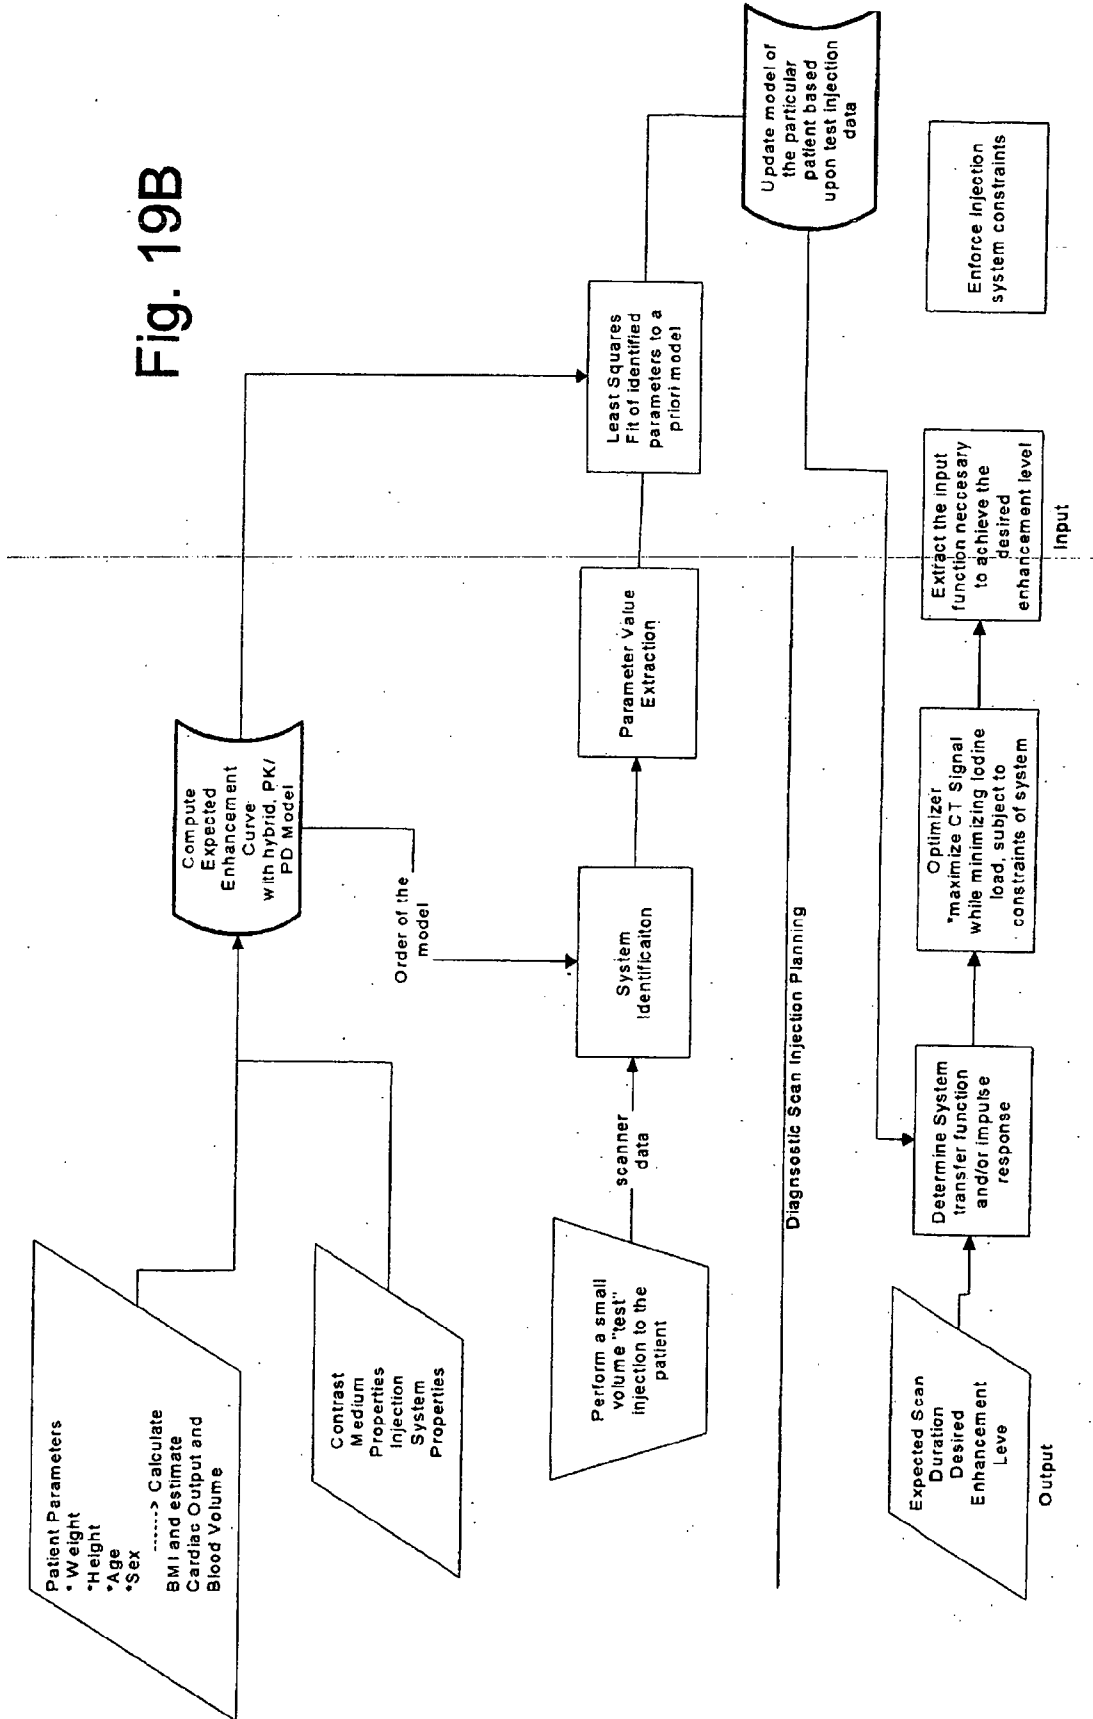 Fig. 19B
Patient Parameters
* Weight
*Height
*Age
*Sex
------> Calculate
BMI and estimate
Cardiac Output and
Blood Volume
Compute
Expected
Enhancement
Curve
with hybrid, PK/
PD Model
Contrast
Medium
Properties
Injection
System
Properties
Order of the
model
Perform a small
volume "test"
injection to the
patient
scanner
data
System
Identificaiton
Parameter Value
Extraction
Least Squares
Fit of identified
parameters to a
priori model
Update model of
the particular
patient based
upon test injection
data
Diagnsostic Scan Injection Planning
Expected Scan
Duration
Desired
Enhancement
Leve
Output
Determine System
transfer function
and/or impulse
response
Optimizer
*maximize CT Signal
while minimizing Iodine
load, subject to
constraints of system
Extract the input
function neccesary
to achieve the
desired
enhancement level
Input
Enforce Injection
system constraints